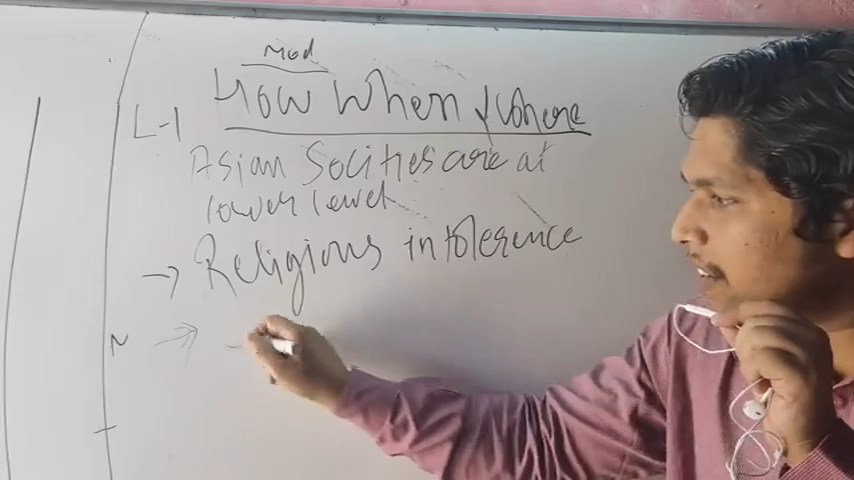 Mod
How When & Where
L-1
Asian Socities are at
lower level
→ Religious intolerence
N →